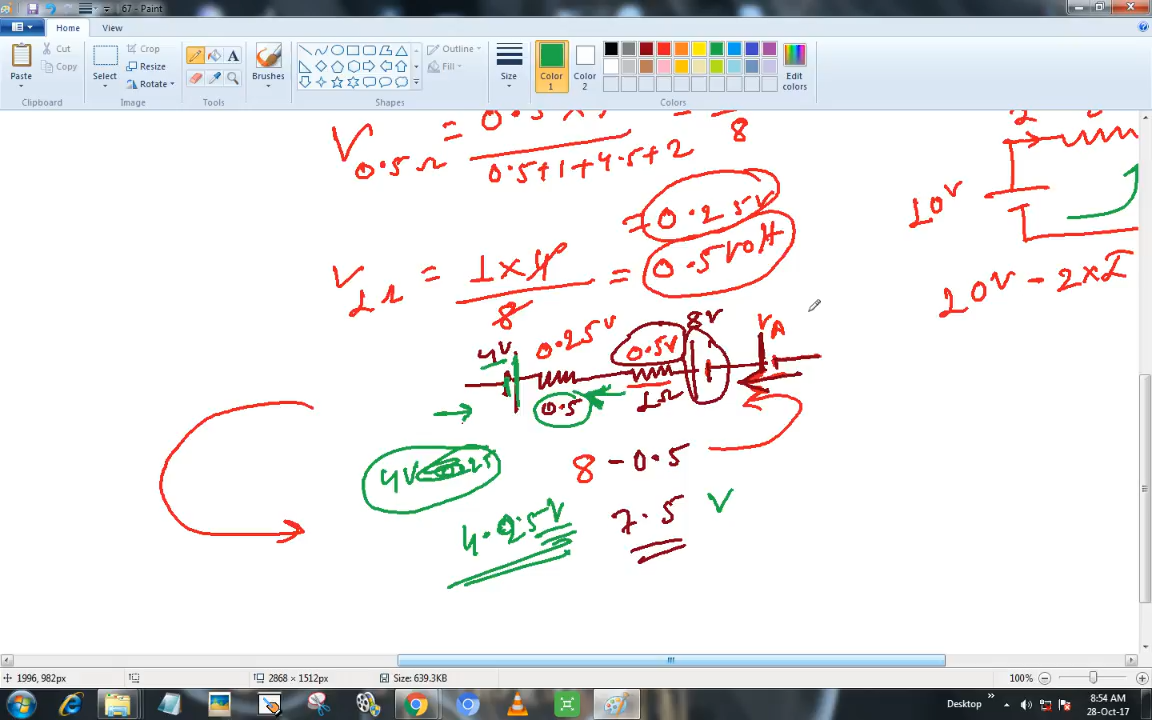 67 - Paint
Home View
Paste
Cut
Copy
Clipboard
Select
Crop
Resize
Rotate
Image
Tools
Brushes
Shapes
Outline
Fill
Size
Color 1
Color 2
Edit colors
Colors
V0.5Ω =
0.5+1+4.5+2
8
= 0.25V
V1Ω = 1×4 / 8 = 0.5 volt
10V
10V - 2×I
4V 0.25V 0.5V 8V VA
0.5 1Ω
4V
8 - 0.5
4.25V 7.5 V
1996, 982px
2868 × 1512px
Size: 639.3KB
100%
Desktop
8:54 AM
28-Oct-17